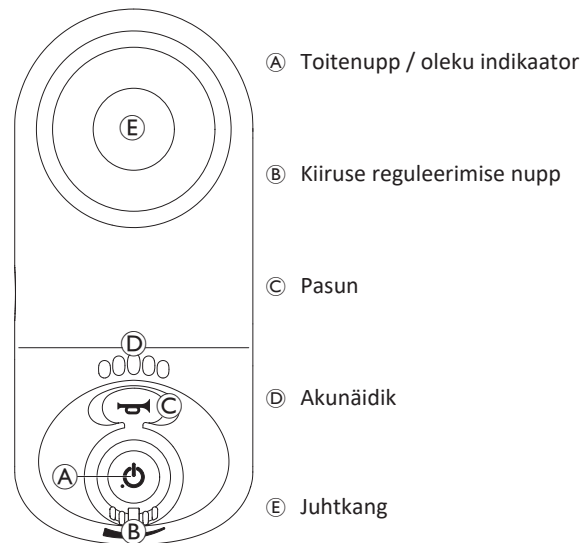 Ⓔ
Ⓓ
Ⓒ
Ⓐ
Ⓑ
Ⓐ Toitenupp / oleku indikaator
Ⓑ Kiiruse reguleerimise nupp
Ⓒ Pasun
Ⓓ Akunäidik
Ⓔ Juhtkang